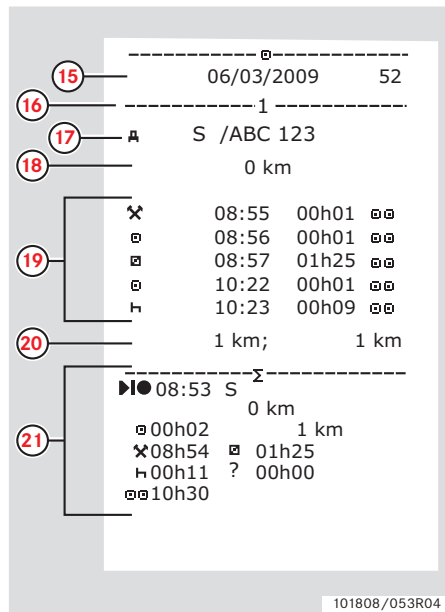 15 06/03/2009 52
16 1
17 S /ABC 123
18 0 km
08:55 00h01
08:56 00h01
19 08:57 01h25
10:22 00h01
10:23 00h09
20 1 km; 1 km
Σ
08:53 S
0 km
00h02 1 km
21 08h54 01h25
00h11 ? 00h00
10h30
101808/053R04